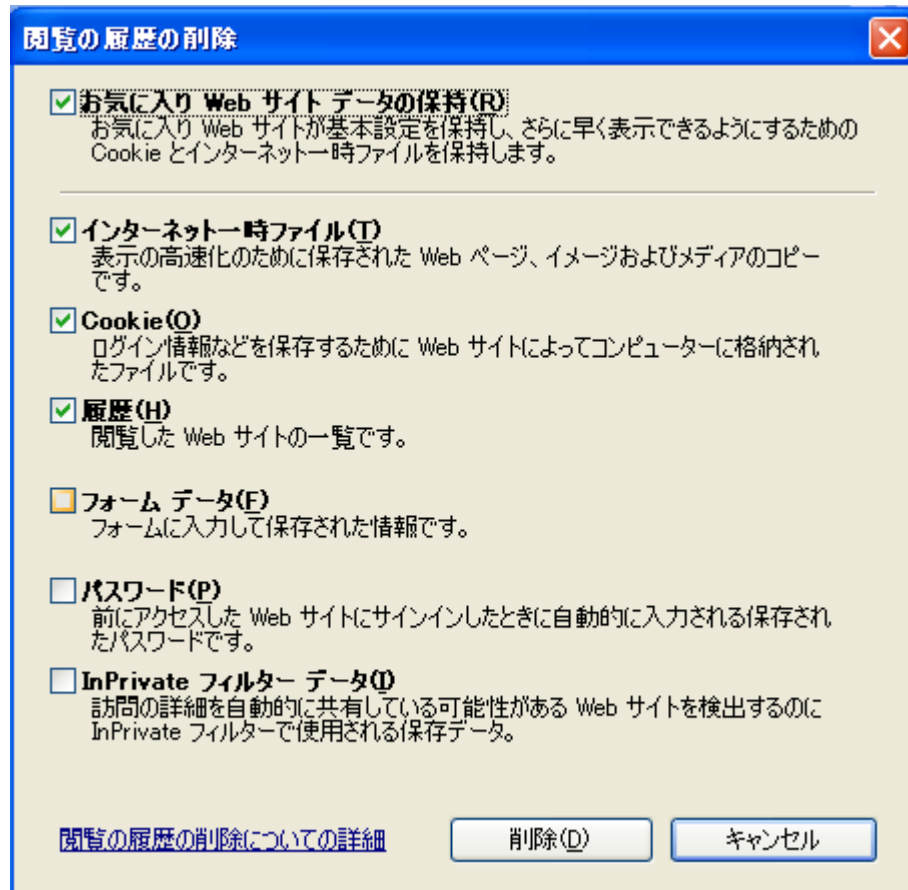 閲覧の履歴の削除
お気に入り Web サイト データの保持(R)
お気に入り Web サイトが基本設定を保持し、さらに早く表示できるようにするための
Cookie とインターネット一時ファイルを保持します。
インターネット一時ファイル(T)
表示の高速化のために保存された Web ページ、イメージおよびメディアのコピー
です。
Cookie(O)
ログイン情報などを保存するために Web サイトによってコンピューターに格納され
たファイルです。
履歴(H)
閲覧した Web サイトの一覧です。
フォーム データ(F)
フォームに入力して保存された情報です。
パスワード(P)
前にアクセスした Web サイトにサインインしたときに自動的に入力される保存され
たパスワードです。
InPrivate フィルター データ(I)
訪問の詳細を自動的に共有している可能性がある Web サイトを検出するのに
InPrivate フィルターで使用される保存データ。
閲覧の履歴の削除についての詳細 削除(D) キャンセル